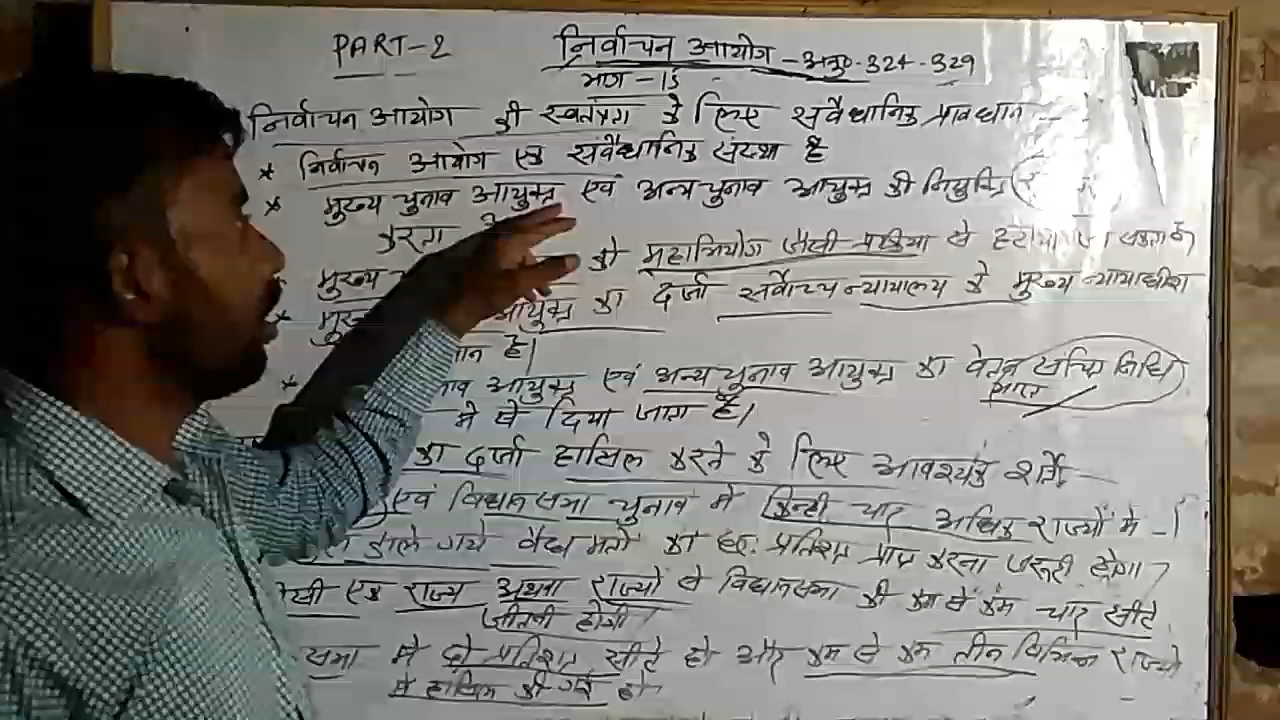 PART-2
निर्वाचन आयोग - अनु०-324-329
भाग -15
निर्वाचन आयोग की स्वतंत्रता के लिए संवैधानिक प्रावधान --
* निर्वाचन आयोग एक संवैधानिक संस्था है
* मुख्य चुनाव आयुक्त एवं अन्य चुनाव आयुक्त की नियुक्ति
करता
मुख्य को महाभियोग जैसी प्रक्रिया से हटाया जा सकता है
* आयुक्त का दर्जा सर्वोच्च न्यायालय के मुख्य न्यायाधीश
है।
* आयुक्त एवं अन्य चुनाव आयुक्त का वेतन संचित निधि
भारत
में से दिया जाता है।
का दर्जा हासिल करने के लिए आवश्यक शर्तें -
एवं विधानसभा चुनाव में किन्ही चार अधिक राज्यों में -
डाले गये वैध मतों का छः प्रतिशत प्राप्त करना जरूरी होगा
एक राज्य अथवा राज्यों से विधानसभा की कम से कम चार सीटे
जीतनी होगी
सभा में दो प्रतिशत सीटे हो और कम से कम तीन विभिन्न राज्यो
में हासिल की गई हो